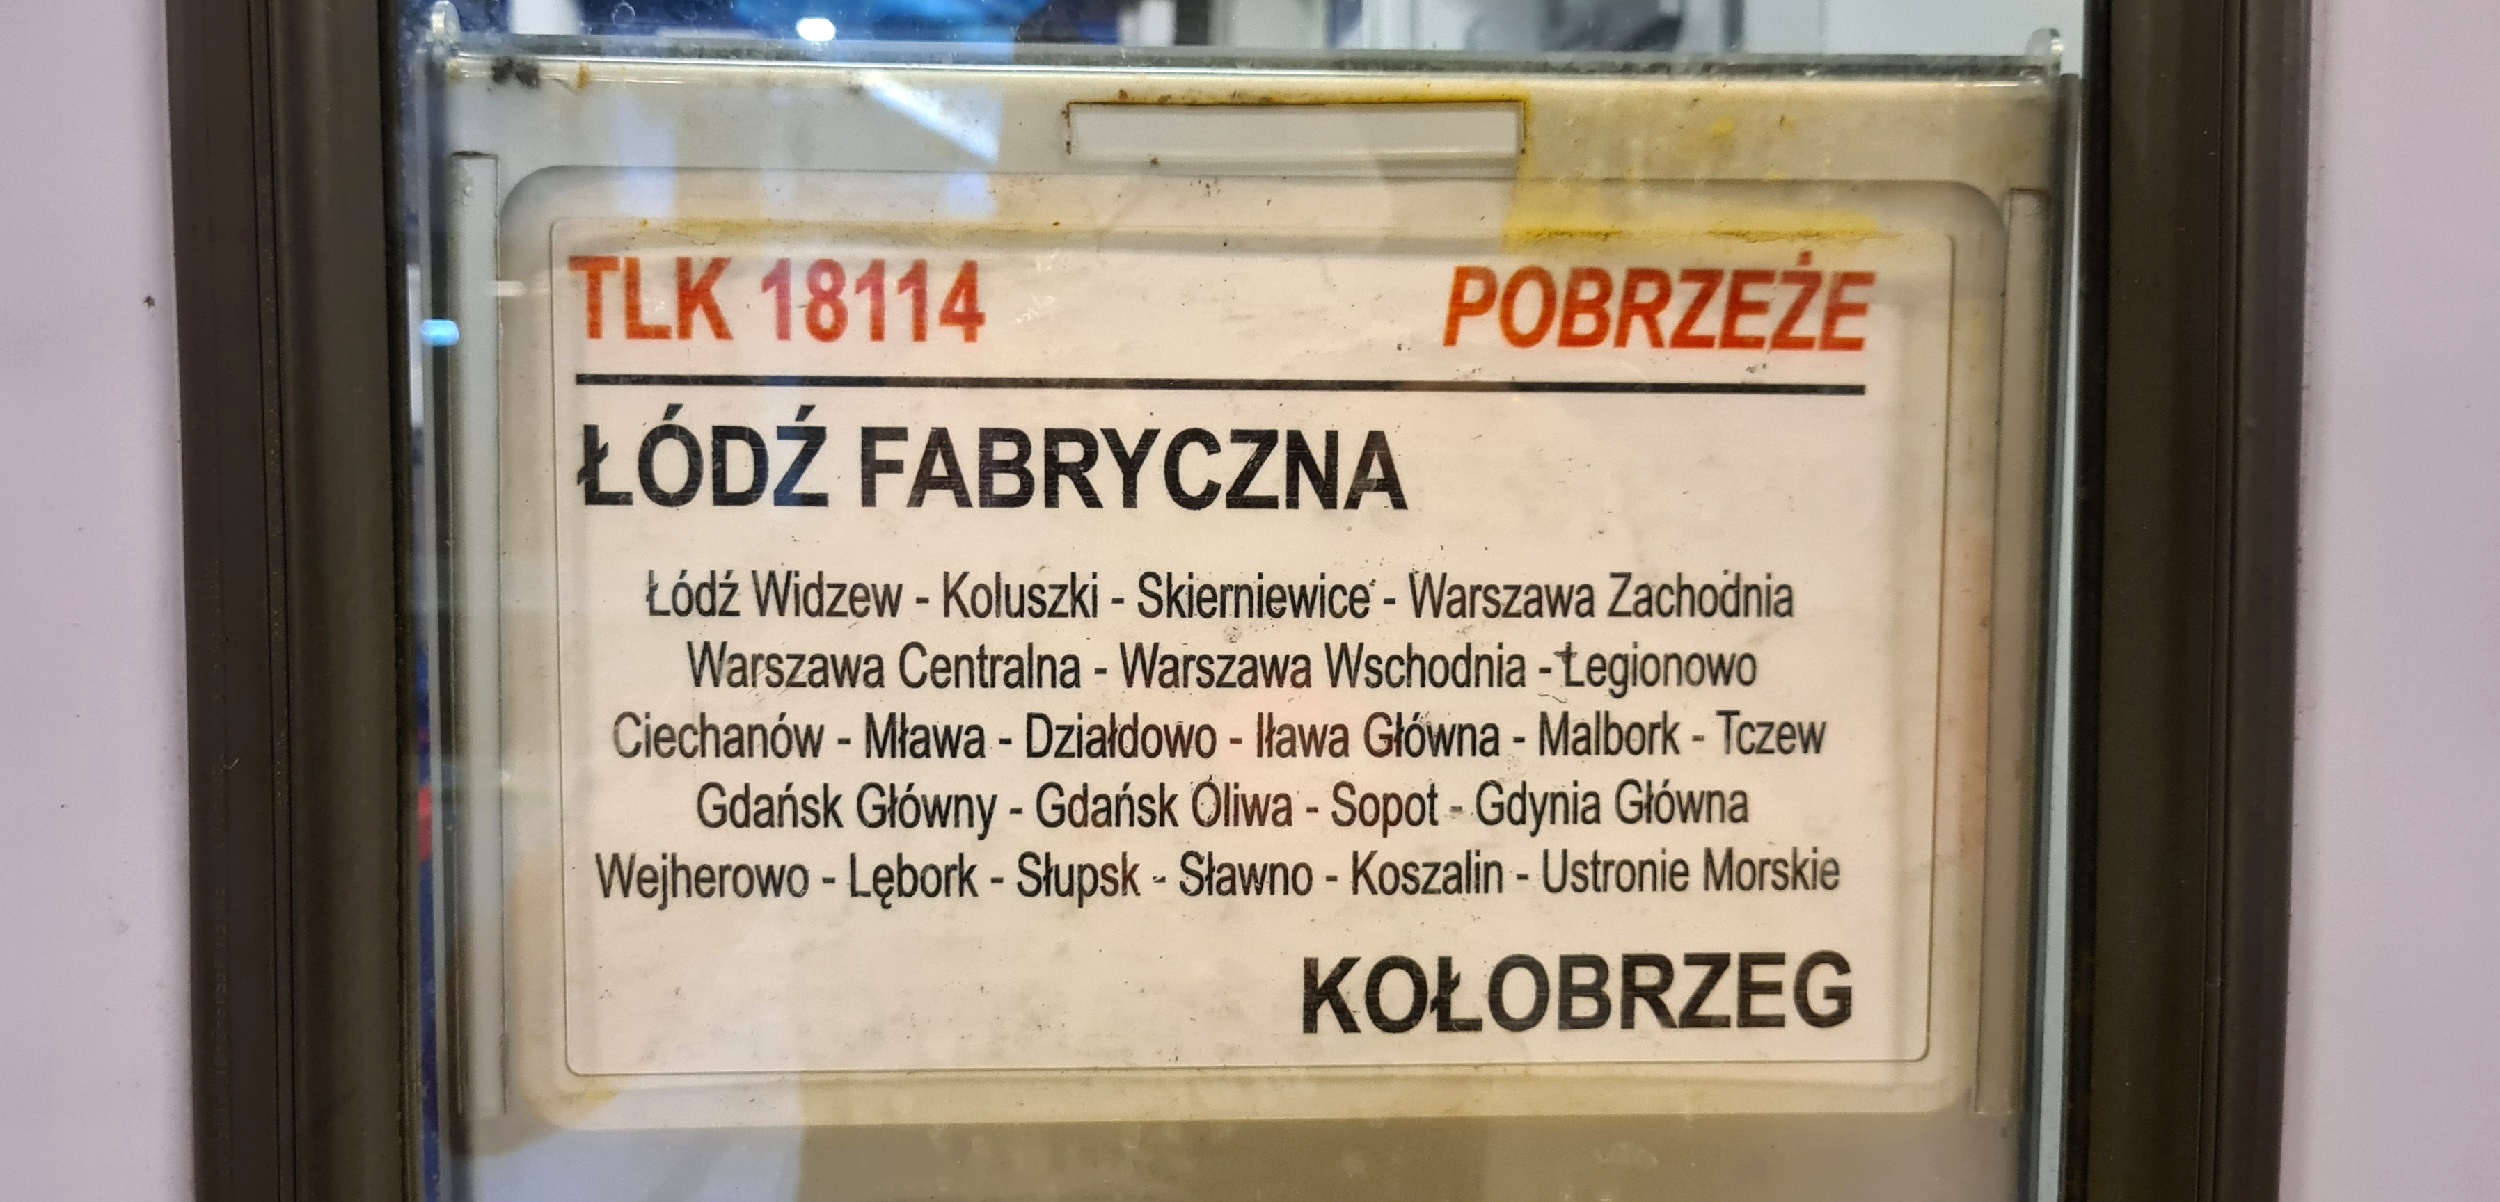 TLK 18114 POBRZEŻE
ŁÓDŹ FABRYCZNA
Łódź Widzew - Koluszki - Skierniewice - Warszawa Zachodnia
Warszawa Centralna - Warszawa Wschodnia - Legionowo
Ciechanów - Mława - Działdowo - Iława Główna - Malbork - Tczew
Gdańsk Główny - Gdańsk Oliwa - Sopot - Gdynia Główna
Wejherowo - Lębork - Słupsk - Sławno - Koszalin - Ustronie Morskie
KOŁOBRZEG